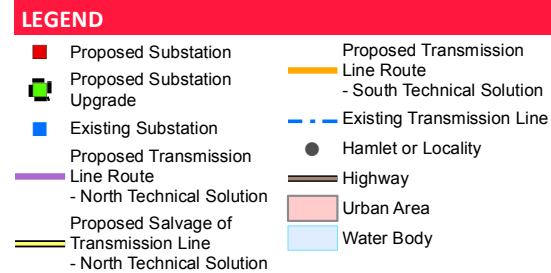 LEGEND
Proposed Substation
Proposed Substation
Upgrade
Existing Substation
Proposed Transmission
Line Route
- North Technical Solution
Proposed Salvage of
Transmission Line
- North Technical Solution
Proposed Transmission
Line Route
- South Technical Solution
Existing Transmission Line
Hamlet or Locality
Highway
Urban Area
Water Body